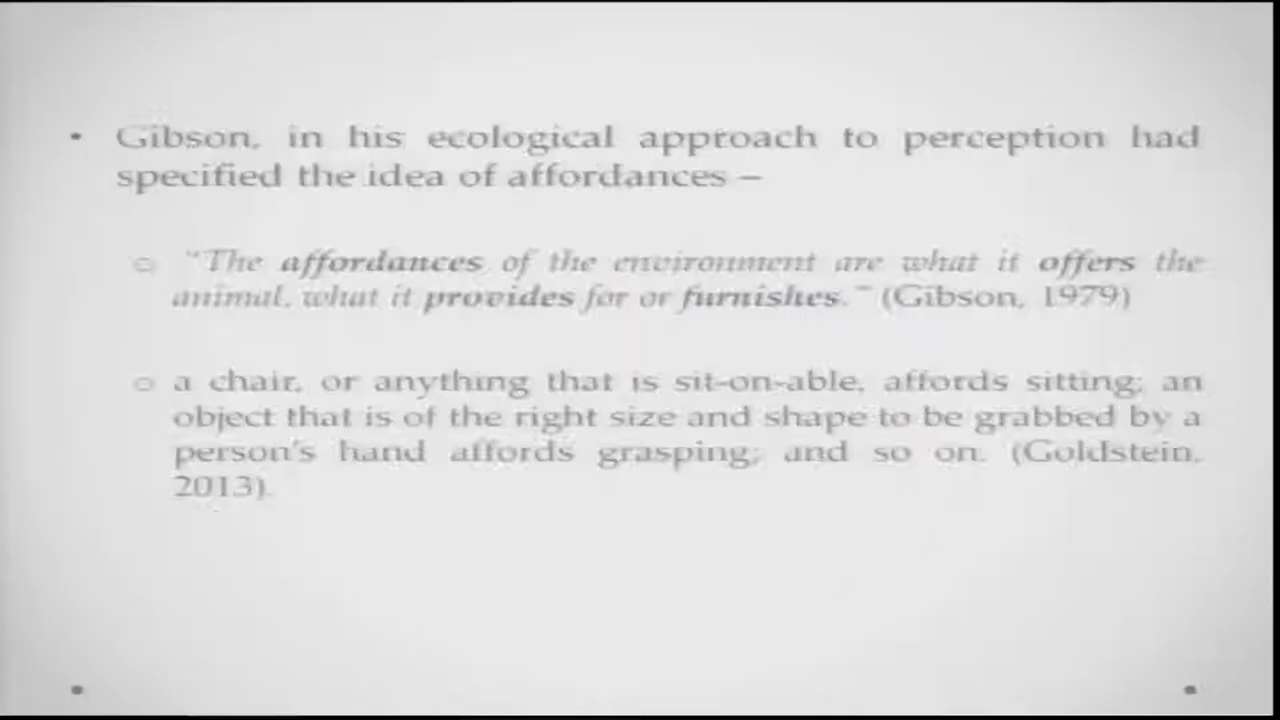 • Gibson, in his ecological approach to perception had
specified the idea of affordances –
○ "The affordances of the environment are what it offers the
animal, what it provides for or furnishes." (Gibson, 1979)
○ a chair, or anything that is sit-on-able, affords sitting; an
object that is of the right size and shape to be grabbed by a
person's hand affords grasping; and so on. (Goldstein,
2013).